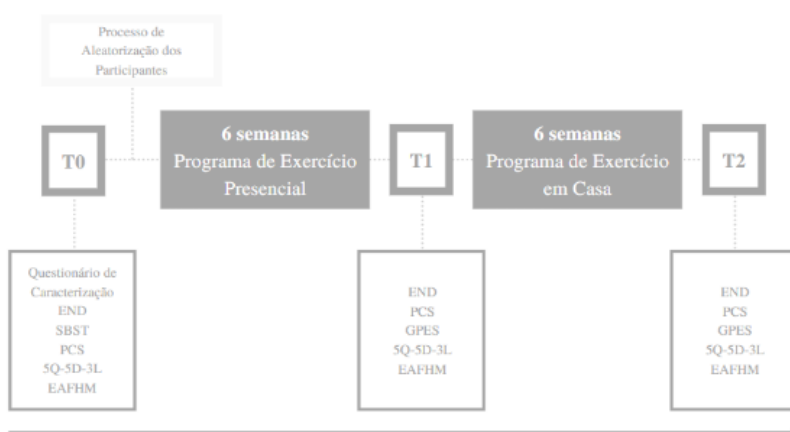 Processo de
Aleatorização dos
Participantes
T0
6 semanas
Programa de Exercício
Presencial
T1
6 semanas
Programa de Exercício
em Casa
T2
Questionário de
Caracterização
END
SBST
PCS
5Q-5D-3L
EAFHM
END
PCS
GPES
5Q-5D-3L
EAFHM
END
PCS
GPES
5Q-5D-3L
EAFHM